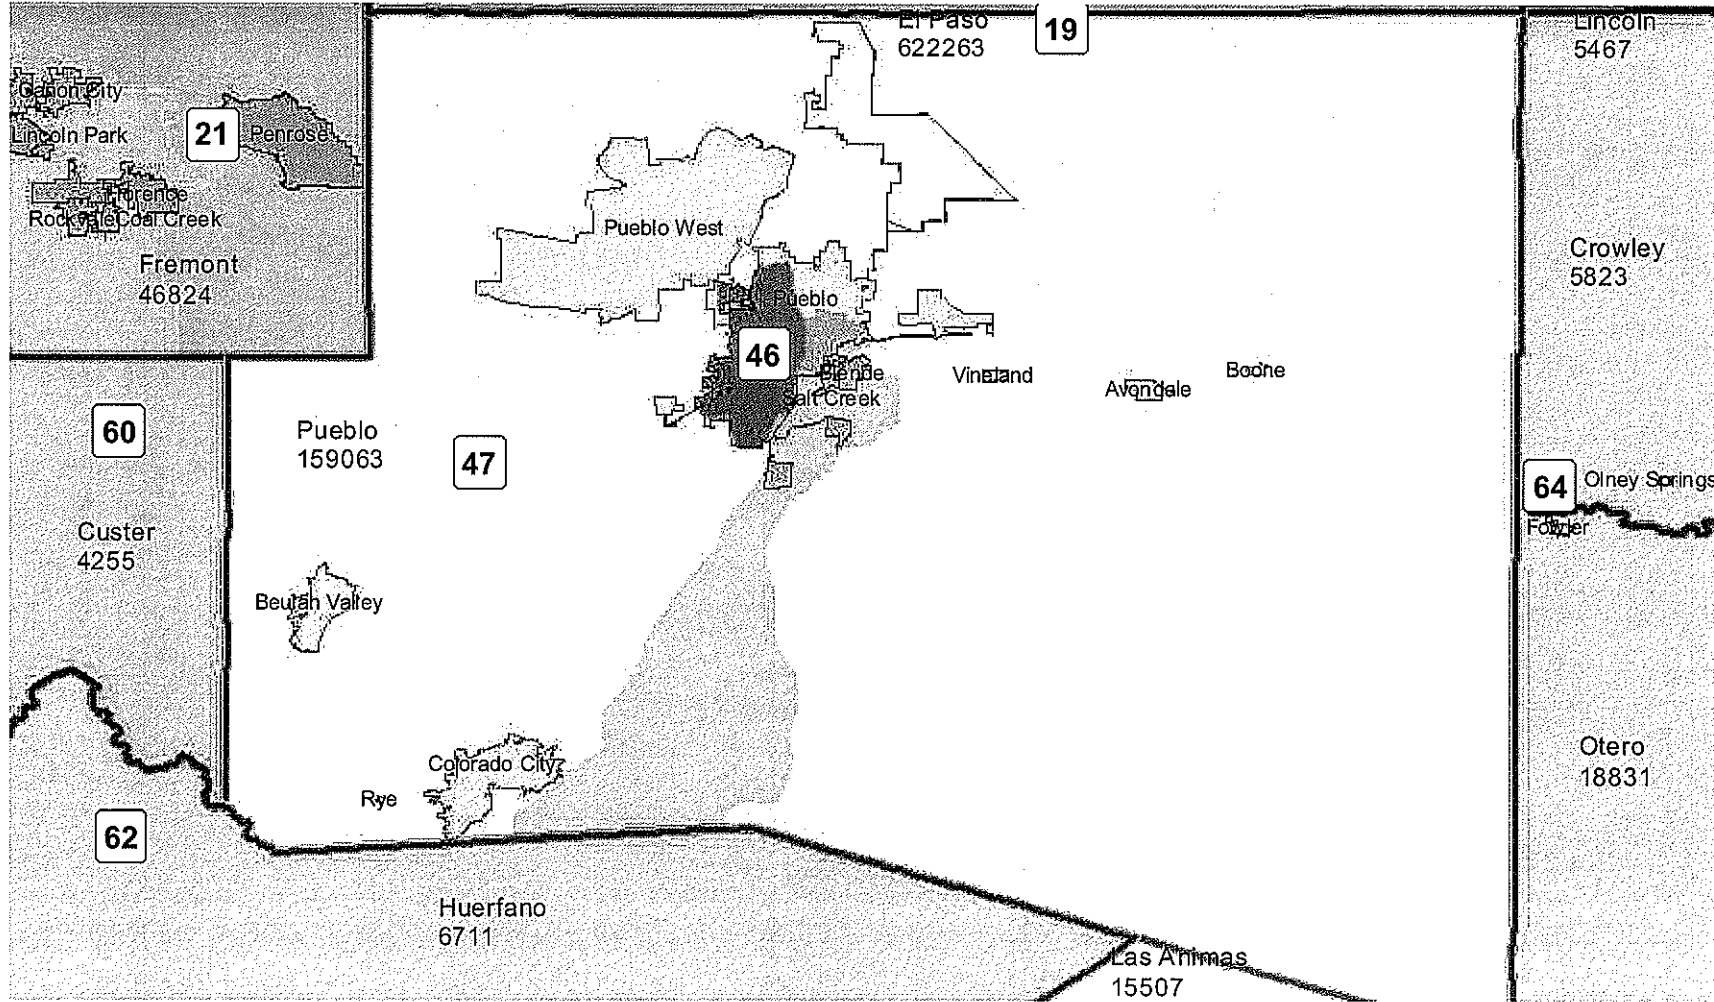 El Paso
622263
19
Lincoln
5467
Canon City
Lincoln Park
21
Penrose
Florence
Rockvale
Coal Creek
Fremont
46824
Pueblo West
Crowley
5823
Pueblo
46
Blende
Salt Creek
Vineland
Avondale
Boone
60
Pueblo
159063
47
64
Olney Springs
Fowler
Custer
4255
Beulah Valley
Colorado City
Rye
Otero
18831
62
Huerfano
6711
Las Animas
15507